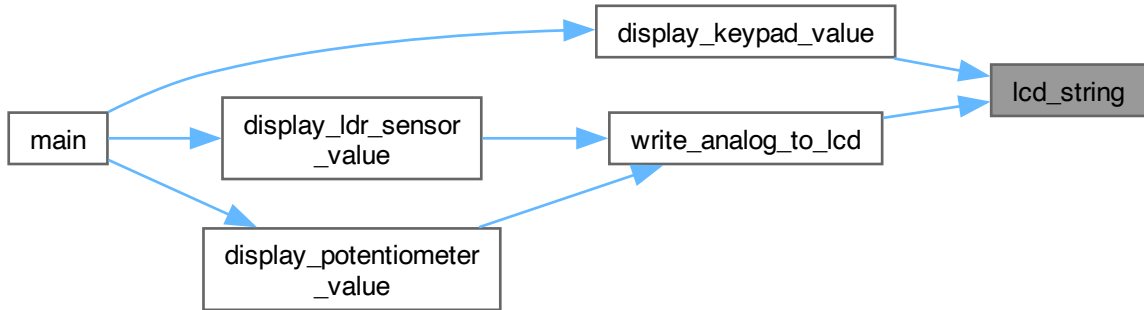 main
display_keypad_value
display_ldr_sensor
_value
display_potentiometer
_value
write_analog_to_lcd
lcd_string